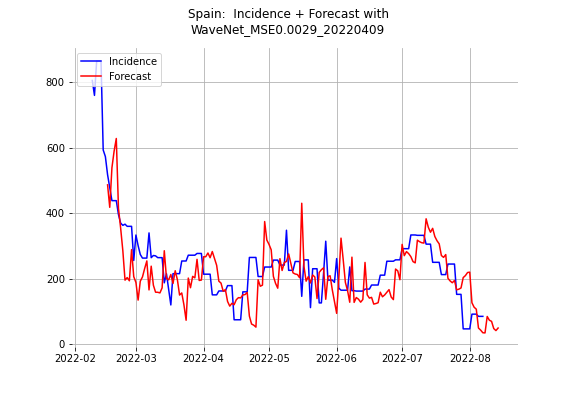 Spain:  Incidence + Forecast with
WaveNet_MSE0.0029_20220409
Incidence
Forecast
800
600
400
200
0
2022-02 2022-03 2022-04 2022-05 2022-06 2022-07 2022-08